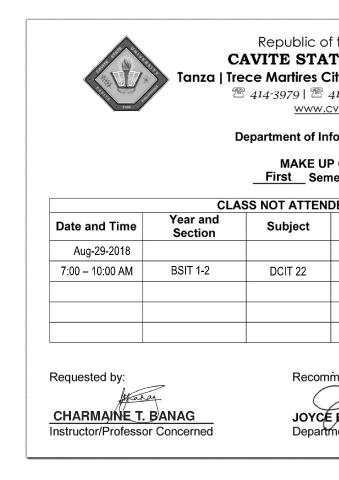 Republic of
CAVITE STAT
Tanza | Trece Martires Cit
☏ 414-3979 | ☏ 41
www.cv
Department of Info
MAKE UP
First Seme
CLASS NOT ATTENDE
Date and Time Year and Section Subject
Aug-29-2018
7:00 – 10:00 AM BSIT 1-2 DCIT 22
Requested by: Recomm
CHARMAINE T. BANAG JOYCE
Instructor/Professor Concerned Departme